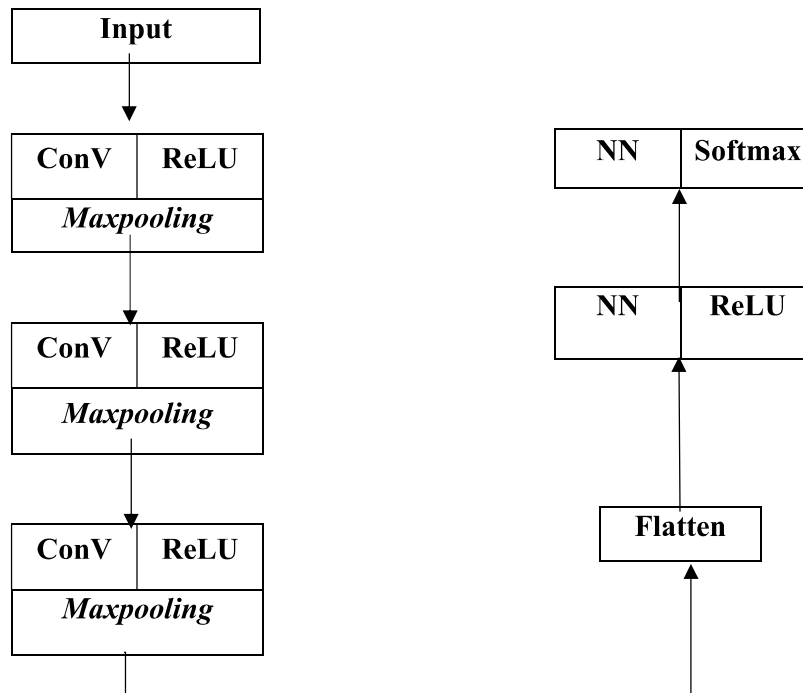 Input
ConV ReLU
Maxpooling
ConV ReLU
Maxpooling
ConV ReLU
Maxpooling
NN Softmax
NN ReLU
Flatten